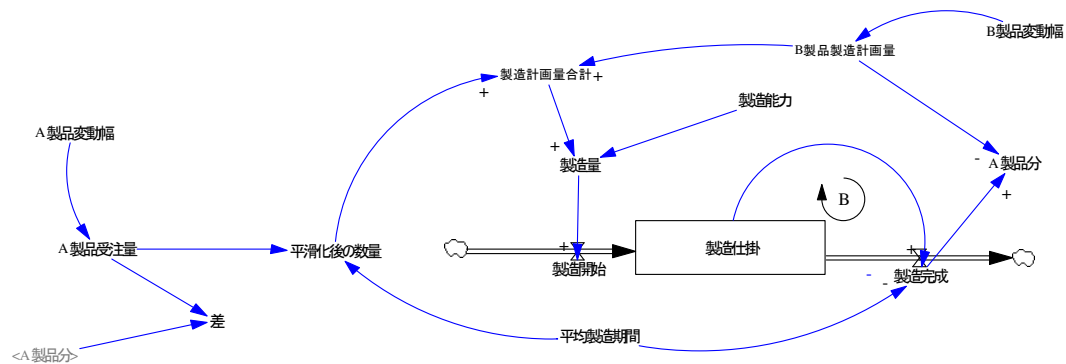 B製品変動幅
B製品製造計画量
製造計画量合計
+
+
製造能力
A製品変動幅
+
製造量
-
A製品分
+
B
A製品受注量
平滑化後の数量
+
製造開始
製造仕掛
+
-
-
製造完成
差
平均製造期間
<A製品分>